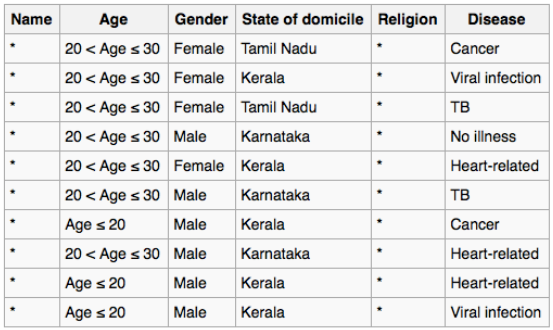 Name Age Gender State of domicile Religion Disease
* 20 < Age ≤ 30 Female Tamil Nadu * Cancer
* 20 < Age ≤ 30 Female Kerala * Viral infection
* 20 < Age ≤ 30 Female Tamil Nadu * TB
* 20 < Age ≤ 30 Male Karnataka * No illness
* 20 < Age ≤ 30 Female Kerala * Heart-related
* 20 < Age ≤ 30 Male Karnataka * TB
* Age ≤ 20 Male Kerala * Cancer
* 20 < Age ≤ 30 Male Karnataka * Heart-related
* Age ≤ 20 Male Kerala * Heart-related
* Age ≤ 20 Male Kerala * Viral infection